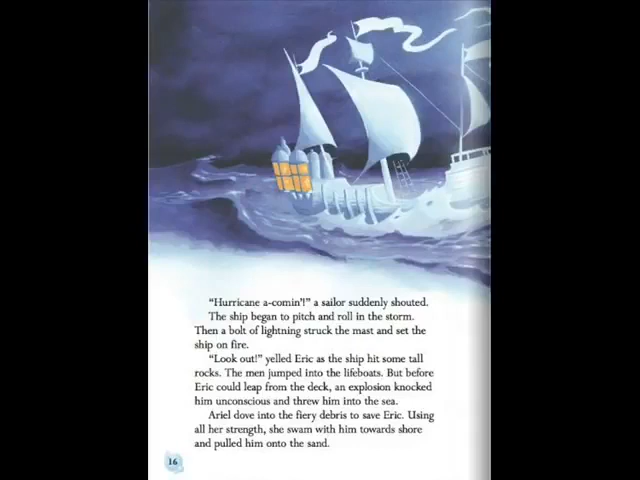 "Hurricane a-comin'!" a sailor suddenly shouted.
The ship began to pitch and roll in the storm.
Then a bolt of lightning struck the mast and set the
ship on fire.
"Look out!" yelled Eric as the ship hit some tall
rocks. The men jumped into the lifeboats. But before
Eric could leap from the deck, an explosion knocked
him unconscious and threw him into the sea.
Ariel dove into the fiery debris to save Eric. Using
all her strength, she swam with him towards shore
and pulled him onto the sand.
16